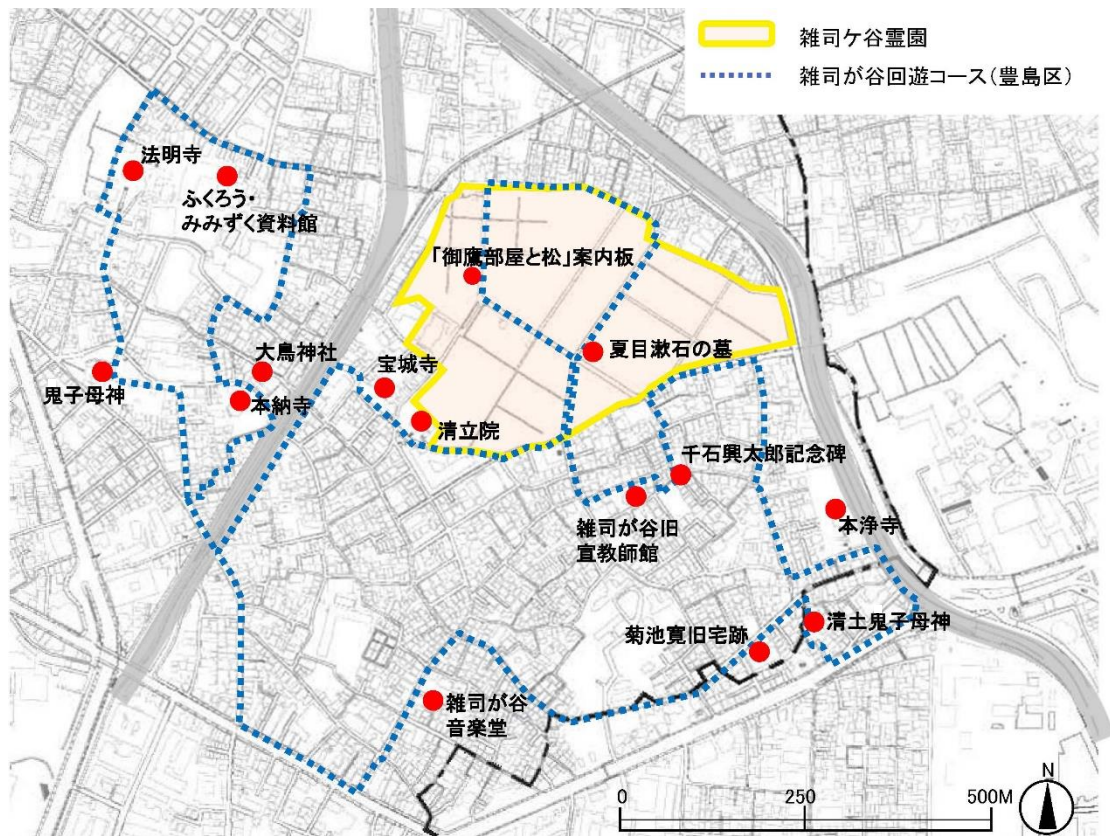 雑司ケ谷霊園
雑司が谷回遊コース(豊島区)
法明寺
ふくろう・
みみずく資料館
「御鷹部屋と松」案内板
夏目漱石の墓
大鳥神社
宝城寺
鬼子母神
本納寺
清立院
千石興太郎記念碑
雑司が谷旧
宣教師館
本浄寺
菊池寛旧宅跡
清土鬼子母神
雑司が谷
音楽堂
0 250 500M
N